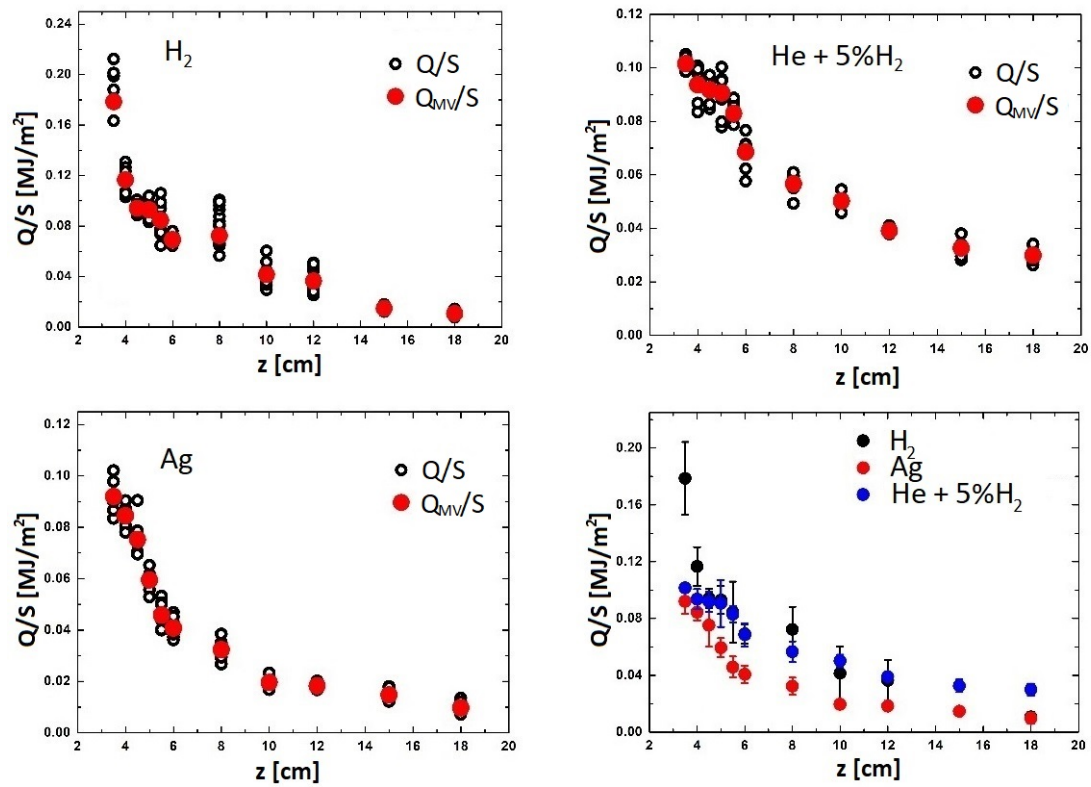 0.24
0.20
0.16
0.12
0.08
0.04
0.00
Q/S [MJ/m²]
H₂
Q/S
Q_MV/S
2 4 6 8 10 12 14 16 18 20
z [cm]
0.12
0.10
0.08
0.06
0.04
0.02
0.00
Q/S [MJ/m²]
He + 5%H₂
Q/S
Q_MV/S
2 4 6 8 10 12 14 16 18 20
z [cm]
0.12
0.10
0.08
0.06
0.04
0.02
0.00
Q/S [MJ/m²]
Ag
Q/S
Q_MV/S
2 4 6 8 10 12 14 16 18 20
z [cm]
0.20
0.16
0.12
0.08
0.04
0.00
Q/S [MJ/m²]
H₂
Ag
He + 5%H₂
2 4 6 8 10 12 14 16 18 20
z [cm]